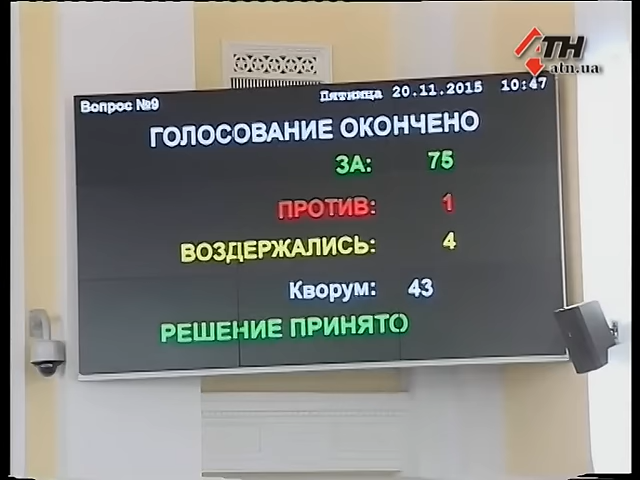 АТН
atn.ua
Вопрос №9 Пятница 20.11.2015 10:47
ГОЛОСОВАНИЕ ОКОНЧЕНО
ЗА: 75
ПРОТИВ: 1
ВОЗДЕРЖАЛИСЬ: 4
Кворум: 43
РЕШЕНИЕ ПРИНЯТО